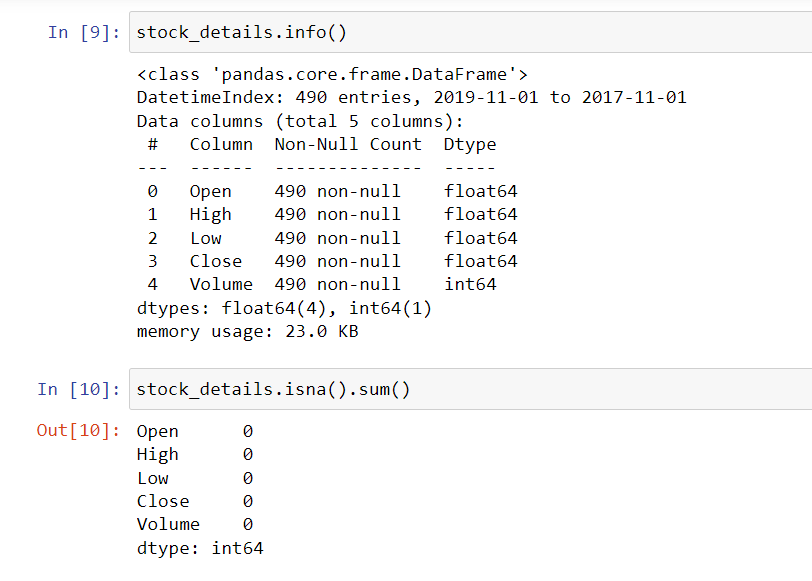 In [9]: stock_details.info()
<class 'pandas.core.frame.DataFrame'>
DatetimeIndex: 490 entries, 2019-11-01 to 2017-11-01
Data columns (total 5 columns):
 #   Column  Non-Null Count  Dtype
---  ------  --------------  -----
 0   Open    490 non-null    float64
 1   High    490 non-null    float64
 2   Low     490 non-null    float64
 3   Close   490 non-null    float64
 4   Volume  490 non-null    int64
dtypes: float64(4), int64(1)
memory usage: 23.0 KB
In [10]: stock_details.isna().sum()
Out[10]: Open      0
High      0
Low       0
Close     0
Volume    0
dtype: int64